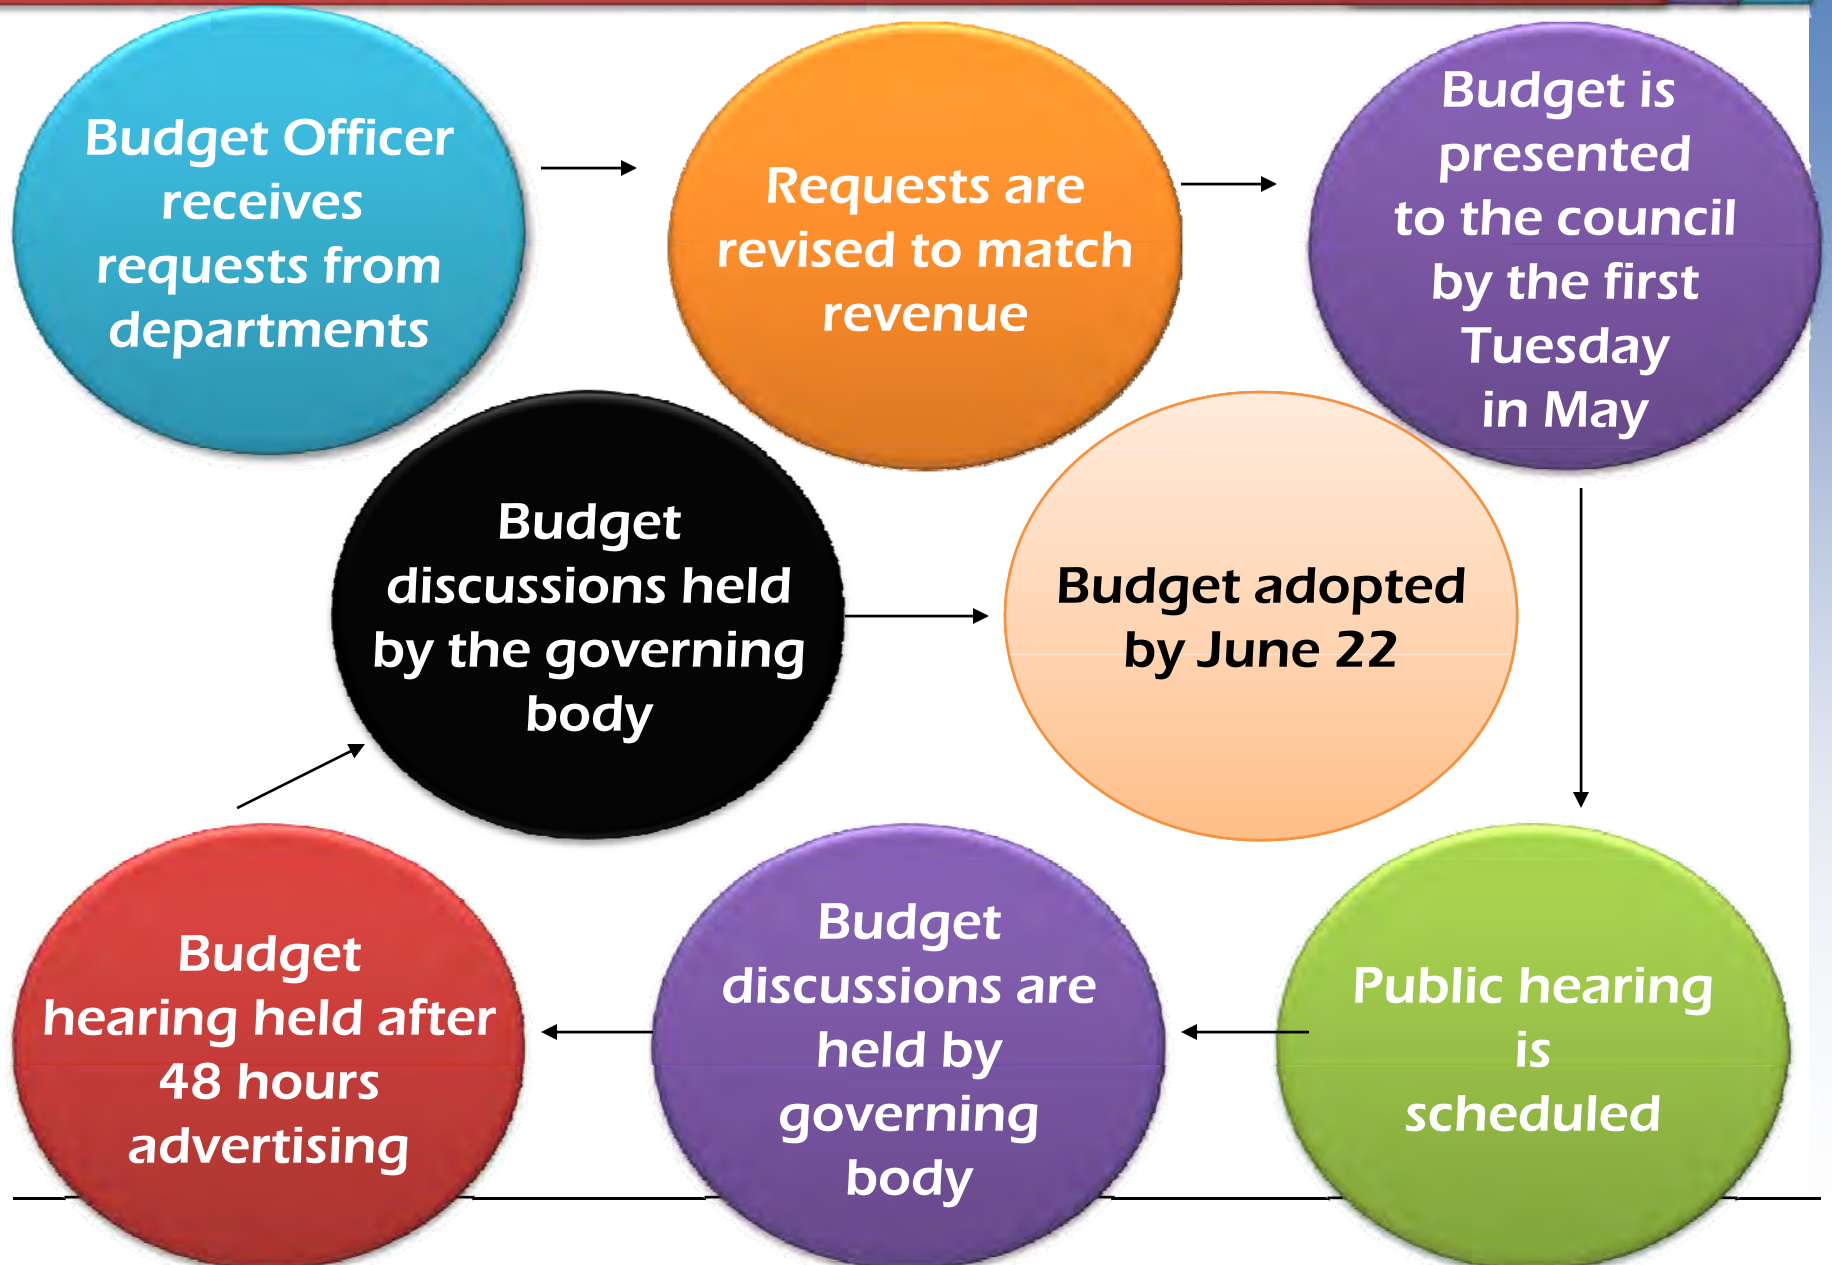 Budget Officer
receives
requests from
departments
Requests are
revised to match
revenue
Budget is
presented
to the council
by the first
Tuesday
in May
Public hearing
is
scheduled
Budget
discussions are
held by
governing
body
Budget
hearing held after
48 hours
advertising
Budget
discussions held
by the governing
body
Budget adopted
by June 22